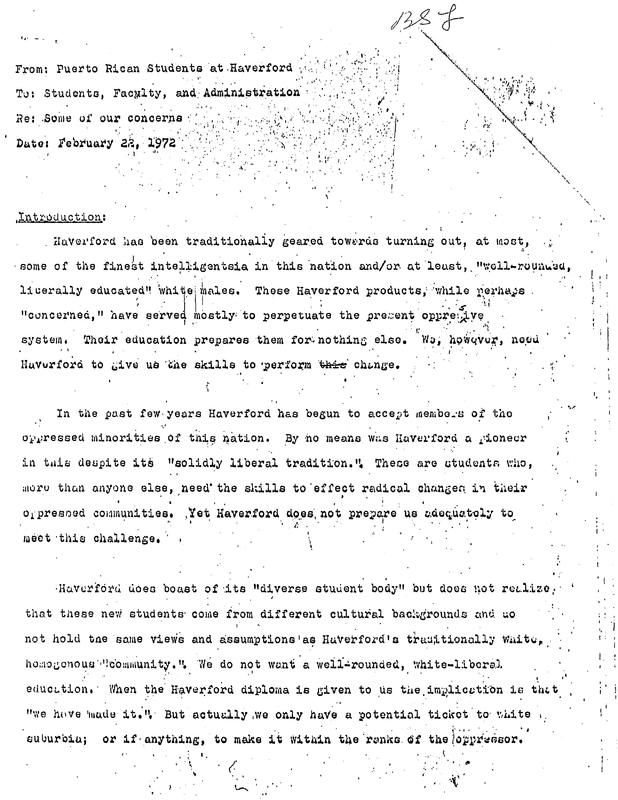 BSL
From: Puerto Rican Students at Haverford
To: Students, Faculty, and Administration
Re: Some of our concerns
Date: February 22, 1972
Introduction:
Haverford has been traditionally geared towards turning out, at most,
some of the finest intelligentsia in this nation and/or at least, "well-rounded,
liberally educated" white males. These Haverford products, while perhaps
"concerned," have served mostly to perpetuate the present oppresive
system. Their education prepares them for nothing else. We, however, need
Haverford to give us the skills to perform this change.
In the past few years Haverford has begun to accept members of the
oppressed minorities of this nation. By no means was Haverford a pioneer
in this despite its "solidly liberal tradition.". These are students who,
more than anyone else, need the skills to effect radical changes in their
oppressed communities. Yet Haverford does not prepare us adequately to
meet this challenge.
Haverford does boast of its "diverse student body" but does not realize
that these new students come from different cultural backgrounds and do
not hold the same views and assumptions as Haverford's traditionally white,
homogenous "community.". We do not want a well-rounded, white-liberal
education. When the Haverford diploma is given to us the implication is that
"we have made it.". But actually we only have a potential ticket to white
suburbia; or if anything, to make it within the ranks of the oppressor.